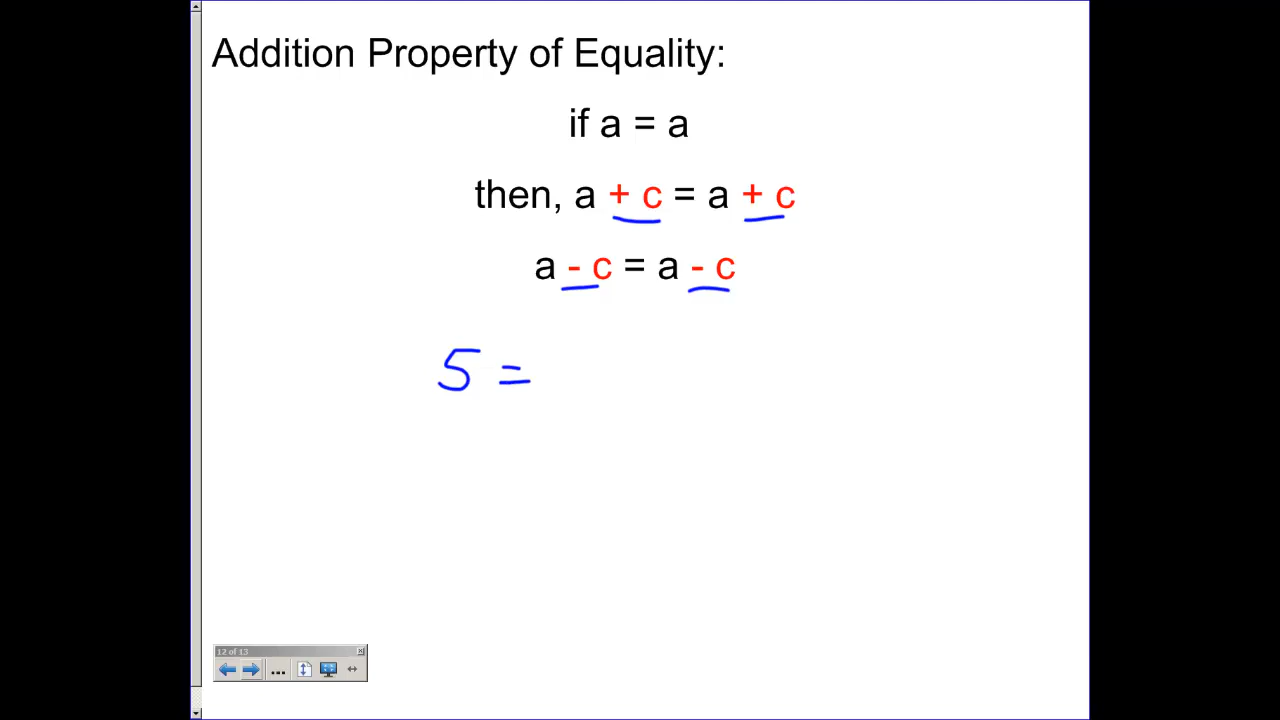 Addition Property of Equality:
if a = a
then, a + c = a + c
a - c = a - c
5 =
12 of 13